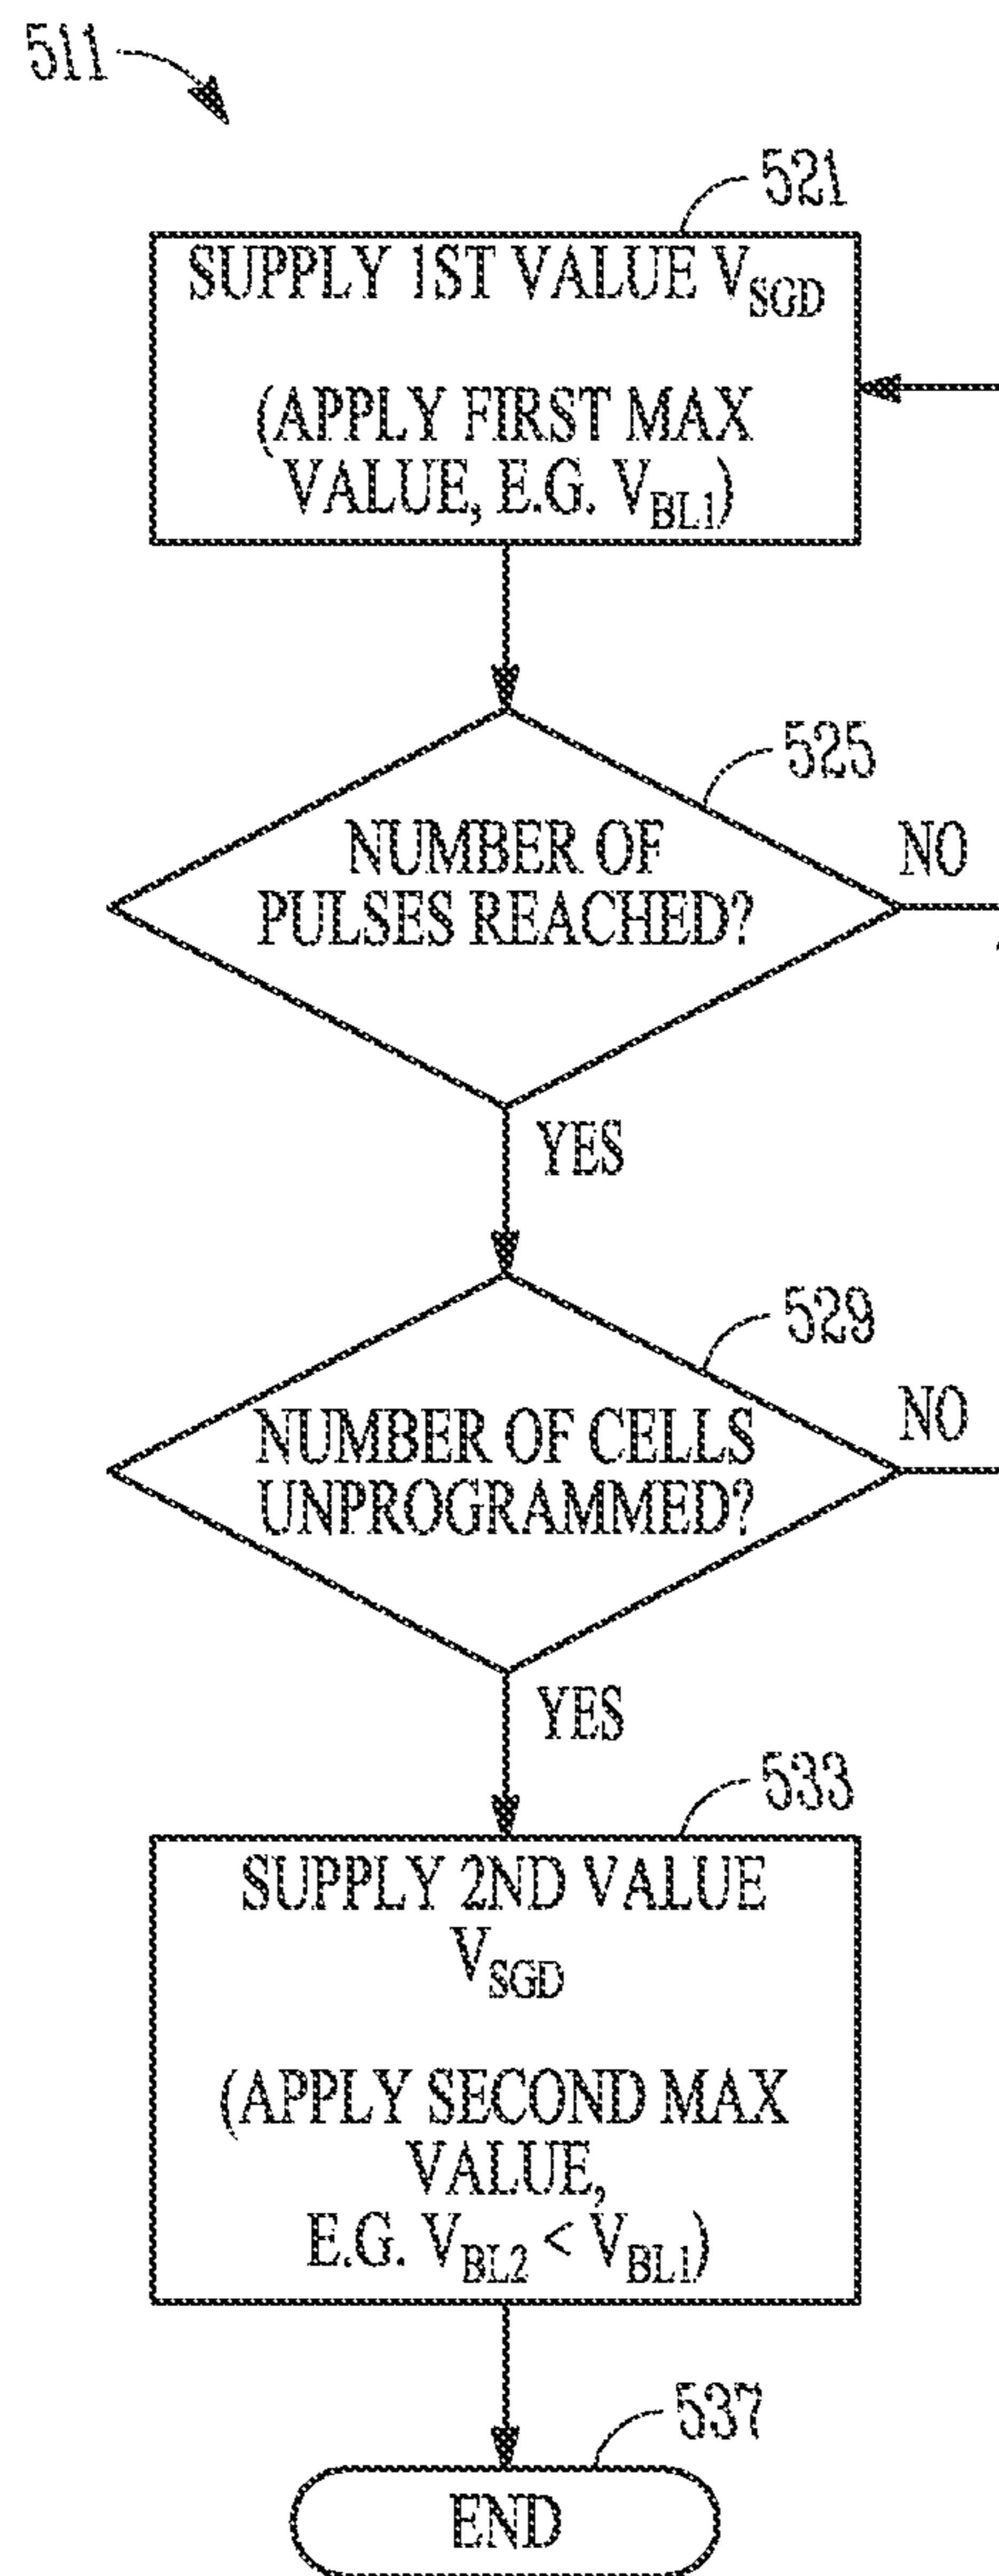 511
521
SUPPLY 1ST VALUE VSGD
(APPLY FIRST MAX
VALUE, E.G. VBL1)
525
NUMBER OF
PULSES REACHED?
NO
YES
529
NUMBER OF CELLS
UNPROGRAMMED?
NO
YES
533
SUPPLY 2ND VALUE
VSGD
(APPLY SECOND MAX
VALUE,
E.G. VBL2 < VBL1)
537
END